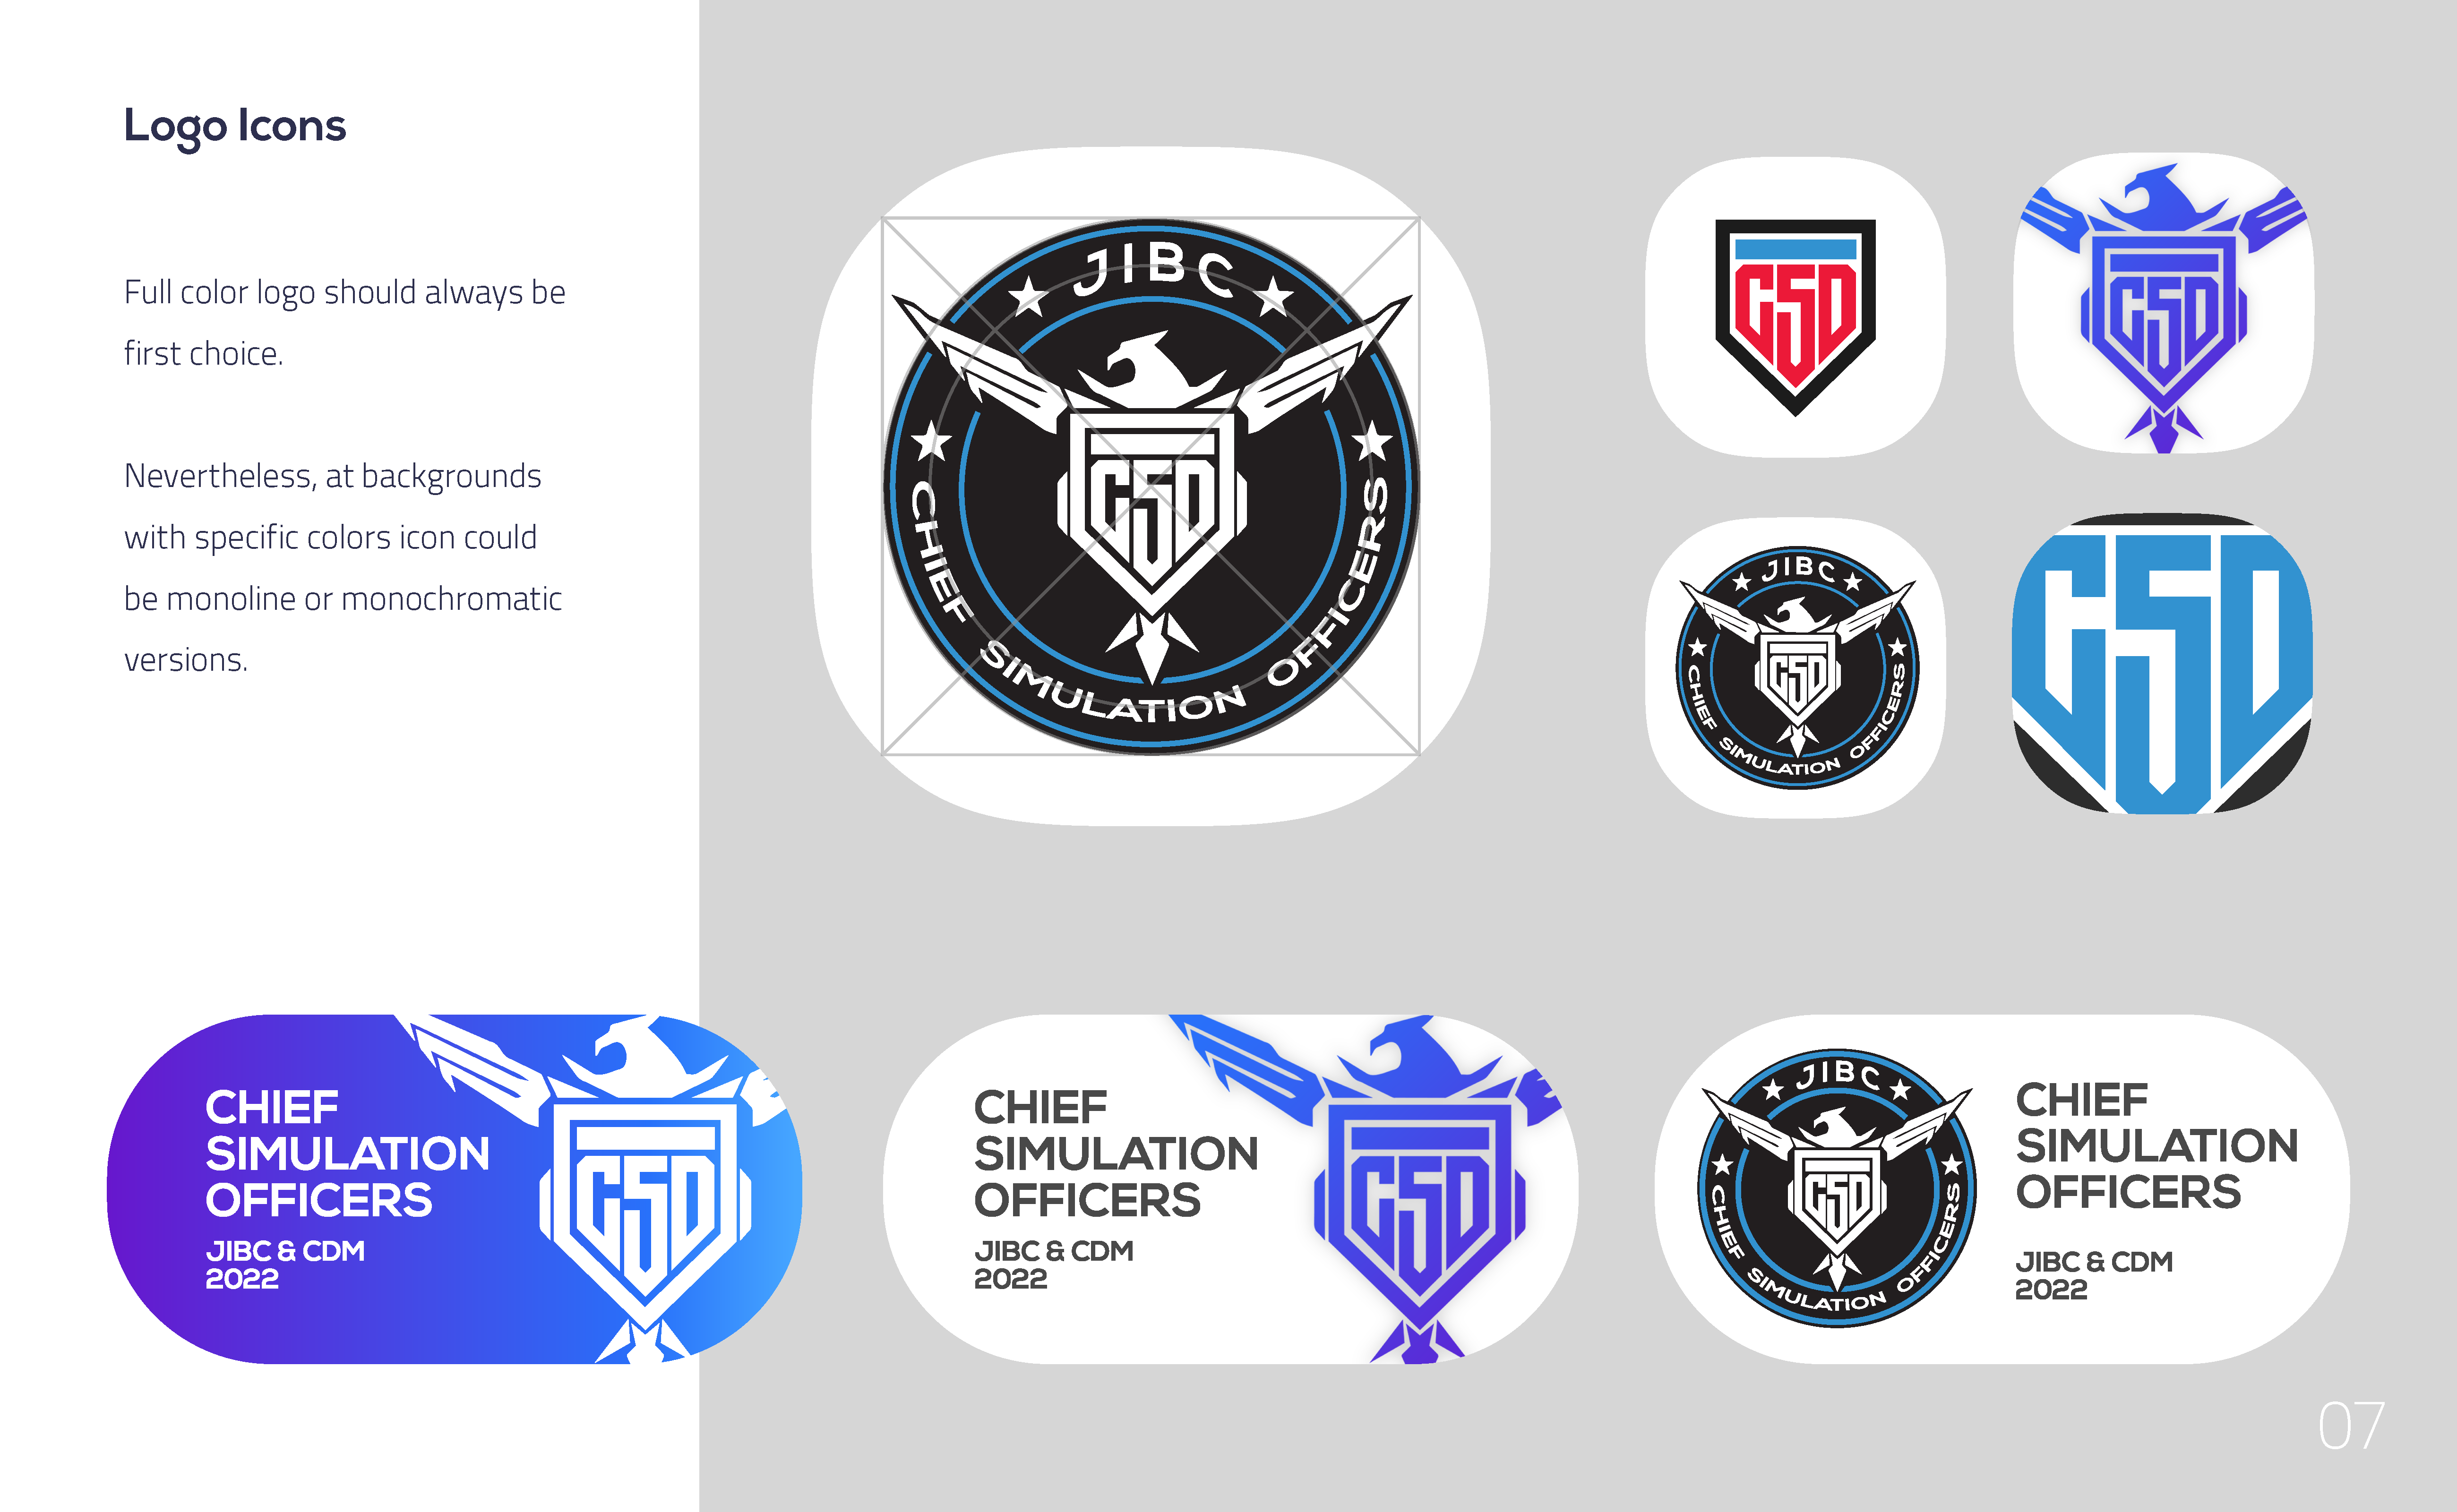 Logo Icons
Full color logo should always be
first choice.
Nevertheless, at backgrounds
with specific colors icon could
be monoline or monochromatic
versions.
JIBC
CSO
CHIEF SIMULATION OFFICERS
CSO
CSO
JIBC
CSO
CHIEF SIMULATION OFFICERS
CSO
CHIEF
SIMULATION
OFFICERS
JIBC & CDM
2022
CSO
CHIEF
SIMULATION
OFFICERS
JIBC & CDM
2022
CSO
JIBC
CSO
CHIEF SIMULATION OFFICERS
CHIEF
SIMULATION
OFFICERS
JIBC & CDM
2022
07